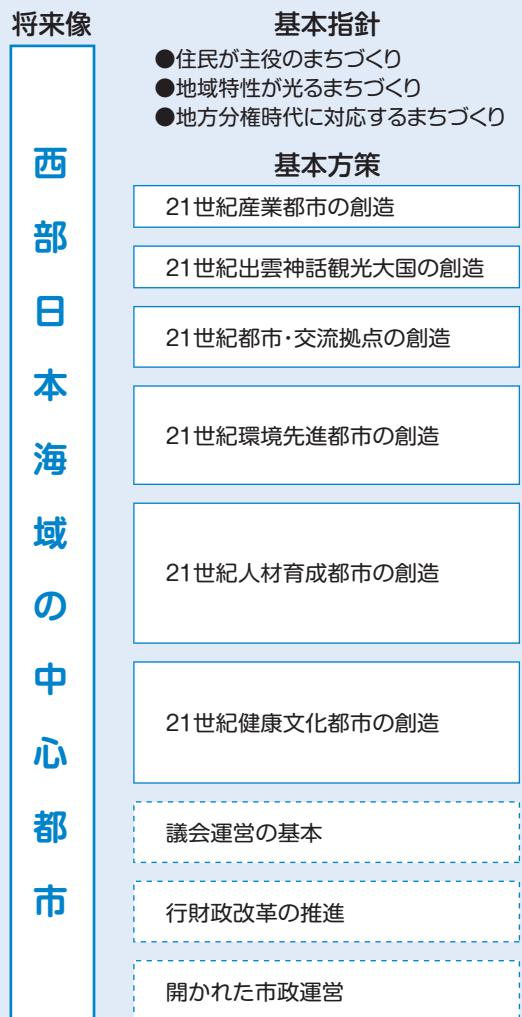 将来像
西部日本海域の中心都市
基本指針
●住民が主役のまちづくり
●地域特性が光るまちづくり
●地方分権時代に対応するまちづくり
基本方策
21世紀産業都市の創造
21世紀出雲神話観光大国の創造
21世紀都市・交流拠点の創造
21世紀環境先進都市の創造
21世紀人材育成都市の創造
21世紀健康文化都市の創造
議会運営の基本
行財政改革の推進
開かれた市政運営